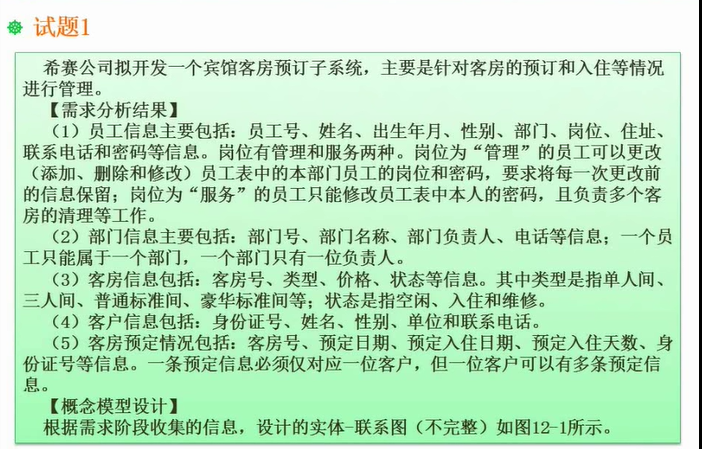 试题1
希赛公司拟开发一个宾馆客房预订子系统，主要是针对客房的预订和入住等情况
进行管理。
【需求分析结果】
（1）员工信息主要包括：员工号、姓名、出生年月、性别、部门、岗位、住址、
联系电话和密码等信息。岗位有管理和服务两种。岗位为“管理”的员工可以更改
（添加、删除和修改）员工表中的本部门员工的岗位和密码，要求将每一次更改前
的信息保留；岗位为“服务”的员工只能修改员工表中本人的密码，且负责多个客
房的清理等工作。
（2）部门信息主要包括：部门号、部门名称、部门负责人、电话等信息；一个员
工只能属于一个部门，一个部门只有一位负责人。
（3）客房信息包括：客房号、类型、价格、状态等信息。其中类型是指单人间、
三人间、普通标准间、豪华标准间等；状态是指空闲、入住和维修。
（4）客户信息包括：身份证号、姓名、性别、单位和联系电话。
（5）客房预定情况包括：客房号、预定日期、预定入住日期、预定入住天数、身
份证号等信息。一条预定信息必须仅对应一位客户，但一位客户可以有多条预定信
息。
【概念模型设计】
根据需求阶段收集的信息，设计的实体-联系图（不完整）如图12-1所示。